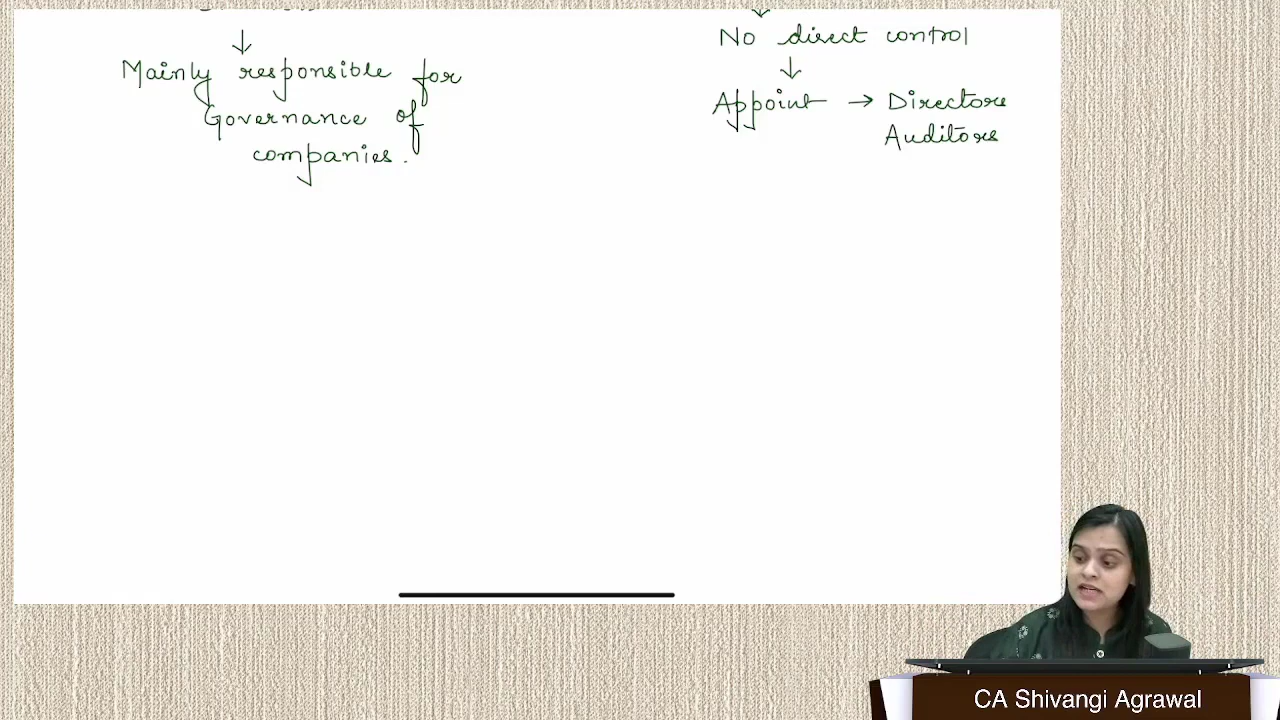 Mainly responsible for
Governance of
companies.
No direct control
Appoint → Directors
Auditors
CA Shivangi Agrawal